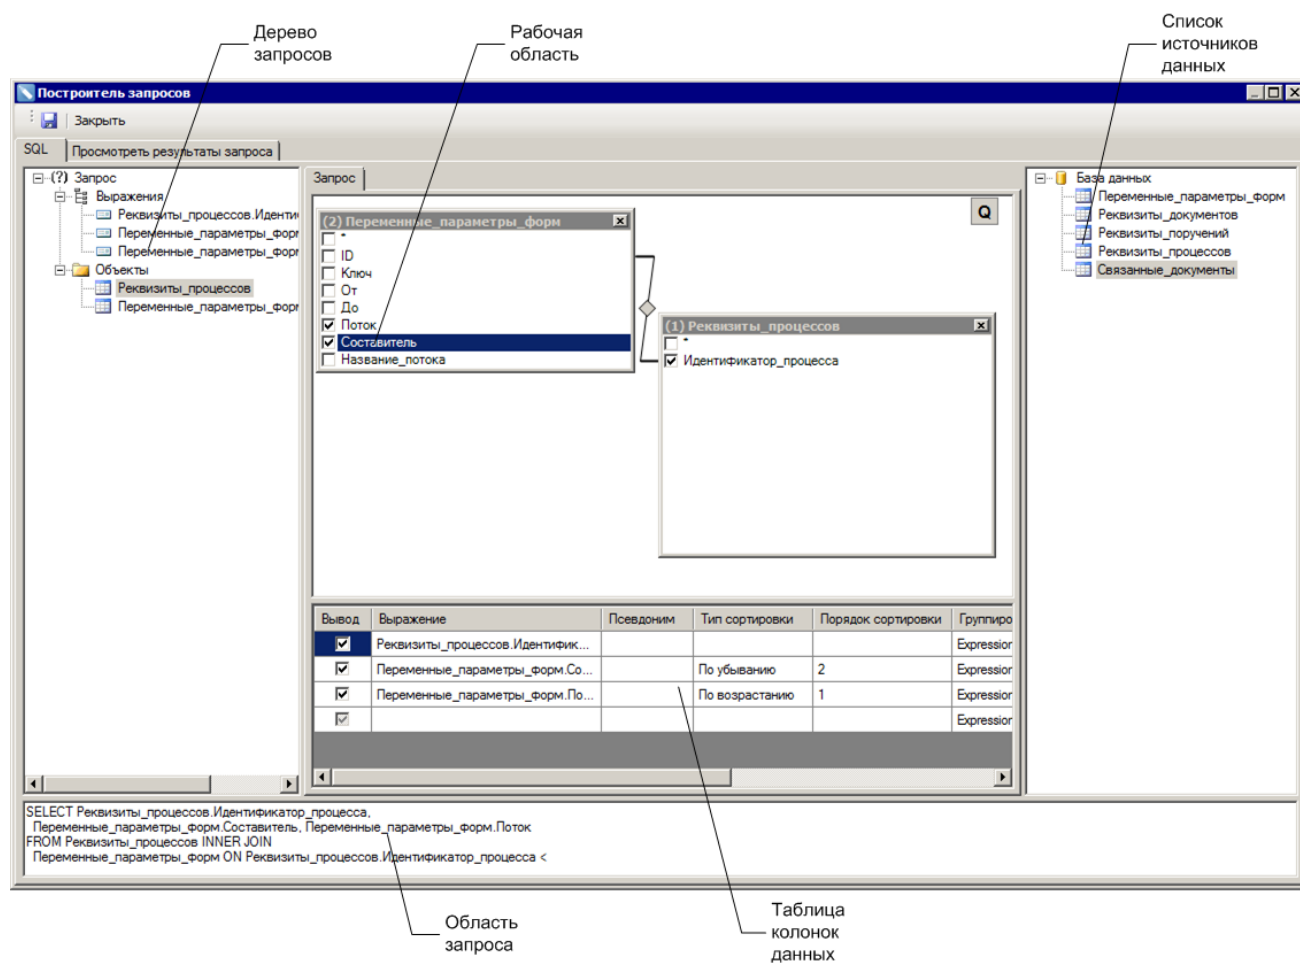 Дерево
запросов
Рабочая
область
Список
источников
данных
Построитель запросов
Закрыть
SQL
Просмотреть результаты запроса
(?) Запрос
Выражения
Реквизиты_процессов.Иденти
Переменные_параметры_фор
Переменные_параметры_фор
Объекты
Реквизиты_процессов
Переменные_параметры_фор
Запрос
Q
(2) Переменные_параметры_форм
*
ID
Ключ
От
До
Поток
Составитель
Название_потока
(1) Реквизиты_процессов
*
Идентификатор_процесса
База данных
Переменные_параметры_форм
Реквизиты_документов
Реквизиты_поручений
Реквизиты_процессов
Связанные_документы
Вывод Выражение Псевдоним Тип сортировки Порядок сортировки Группиро
Реквизиты_процессов.Идентифик... Expression
Переменные_параметры_форм.Со... По убыванию 2 Expression
Переменные_параметры_форм.По... По возрастанию 1 Expression
Expression
SELECT Реквизиты_процессов.Идентификатор_процесса,
Переменные_параметры_форм.Составитель, Переменные_параметры_форм.Поток
FROM Реквизиты_процессов INNER JOIN
Переменные_параметры_форм ON Реквизиты_процессов.Идентификатор_процесса <
Область
запроса
Таблица
колонок
данных